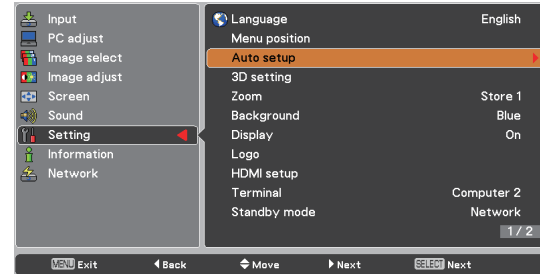 Input
PC adjust
Image select
Image adjust
Screen
Sound
Setting
Information
Network
Language English
Menu position
Auto setup
3D setting
Zoom Store 1
Background Blue
Display On
Logo
HDMI setup
Terminal Computer 2
Standby mode Network
1 / 2
MENU Exit Back Move Next SELECT Next